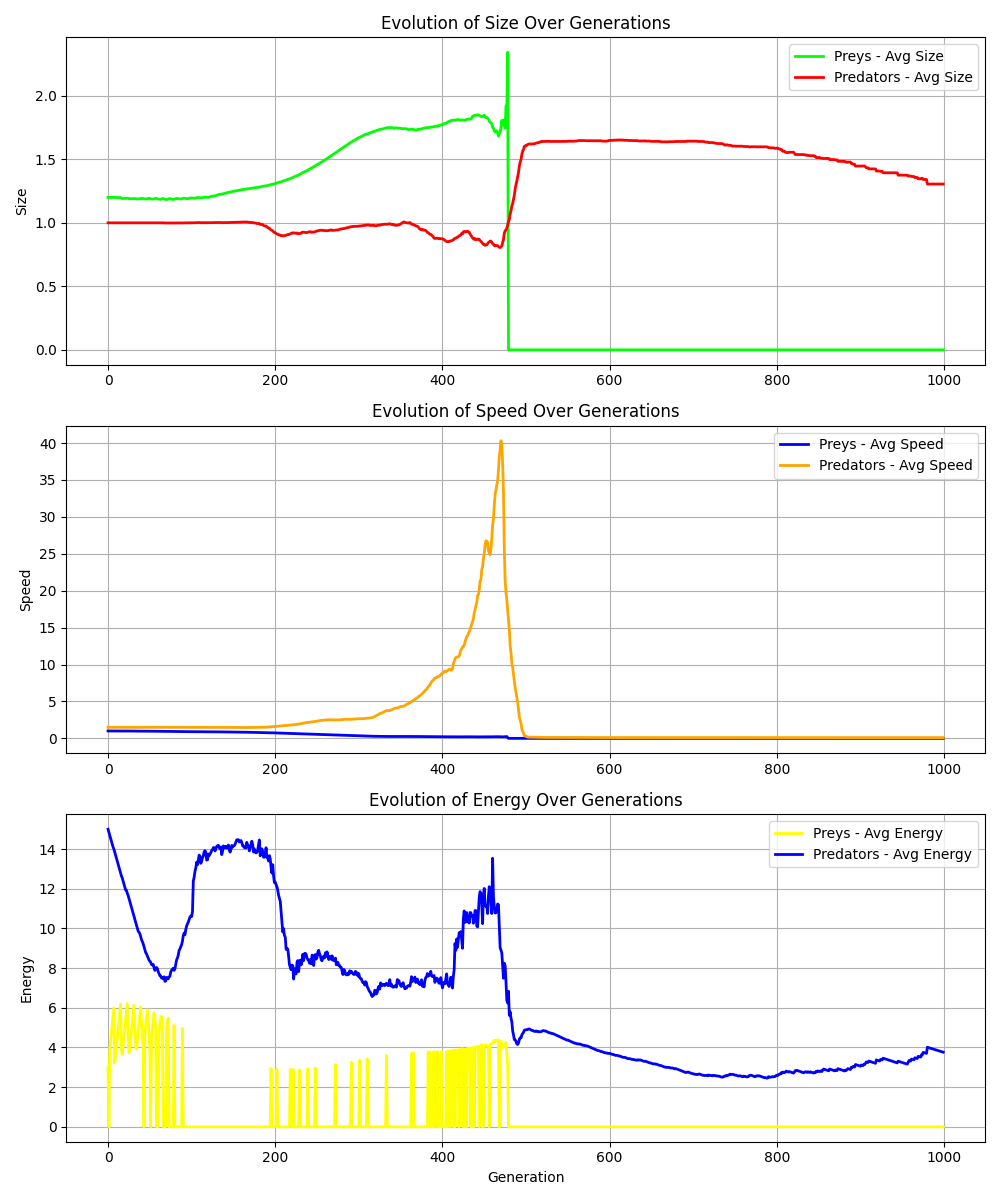 Evolution of Size Over Generations
Preys - Avg Size
Predators - Avg Size
Size
2.0
1.5
1.0
0.5
0.0
0 200 400 600 800 1000
Evolution of Speed Over Generations
Preys - Avg Speed
Predators - Avg Speed
Speed
40
35
30
25
20
15
10
5
0
0 200 400 600 800 1000
Evolution of Energy Over Generations
Preys - Avg Energy
Predators - Avg Energy
Energy
14
12
10
8
6
4
2
0
0 200 400 600 800 1000
Generation